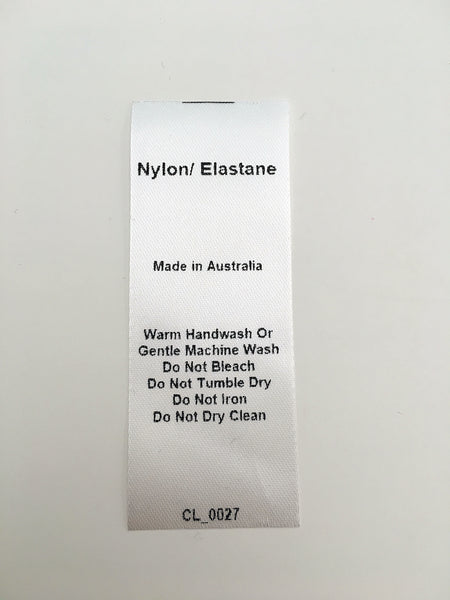 Nylon/ Elastane
Made in Australia
Warm Handwash Or
Gentle Machine Wash
Do Not Bleach
Do Not Tumble Dry
Do Not Iron
Do Not Dry Clean
CL_0027